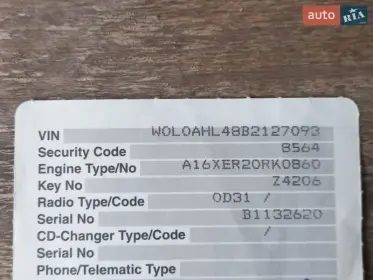 auto RIA
VIN W0L0AHL48B2127093
Security Code 8564
Engine Type/No A16XER20RK0860
Key No Z4206
Radio Type/Code OD31 /
Serial No B1132620
CD-Changer Type/Code /
Serial No
Phone/Telematic Type